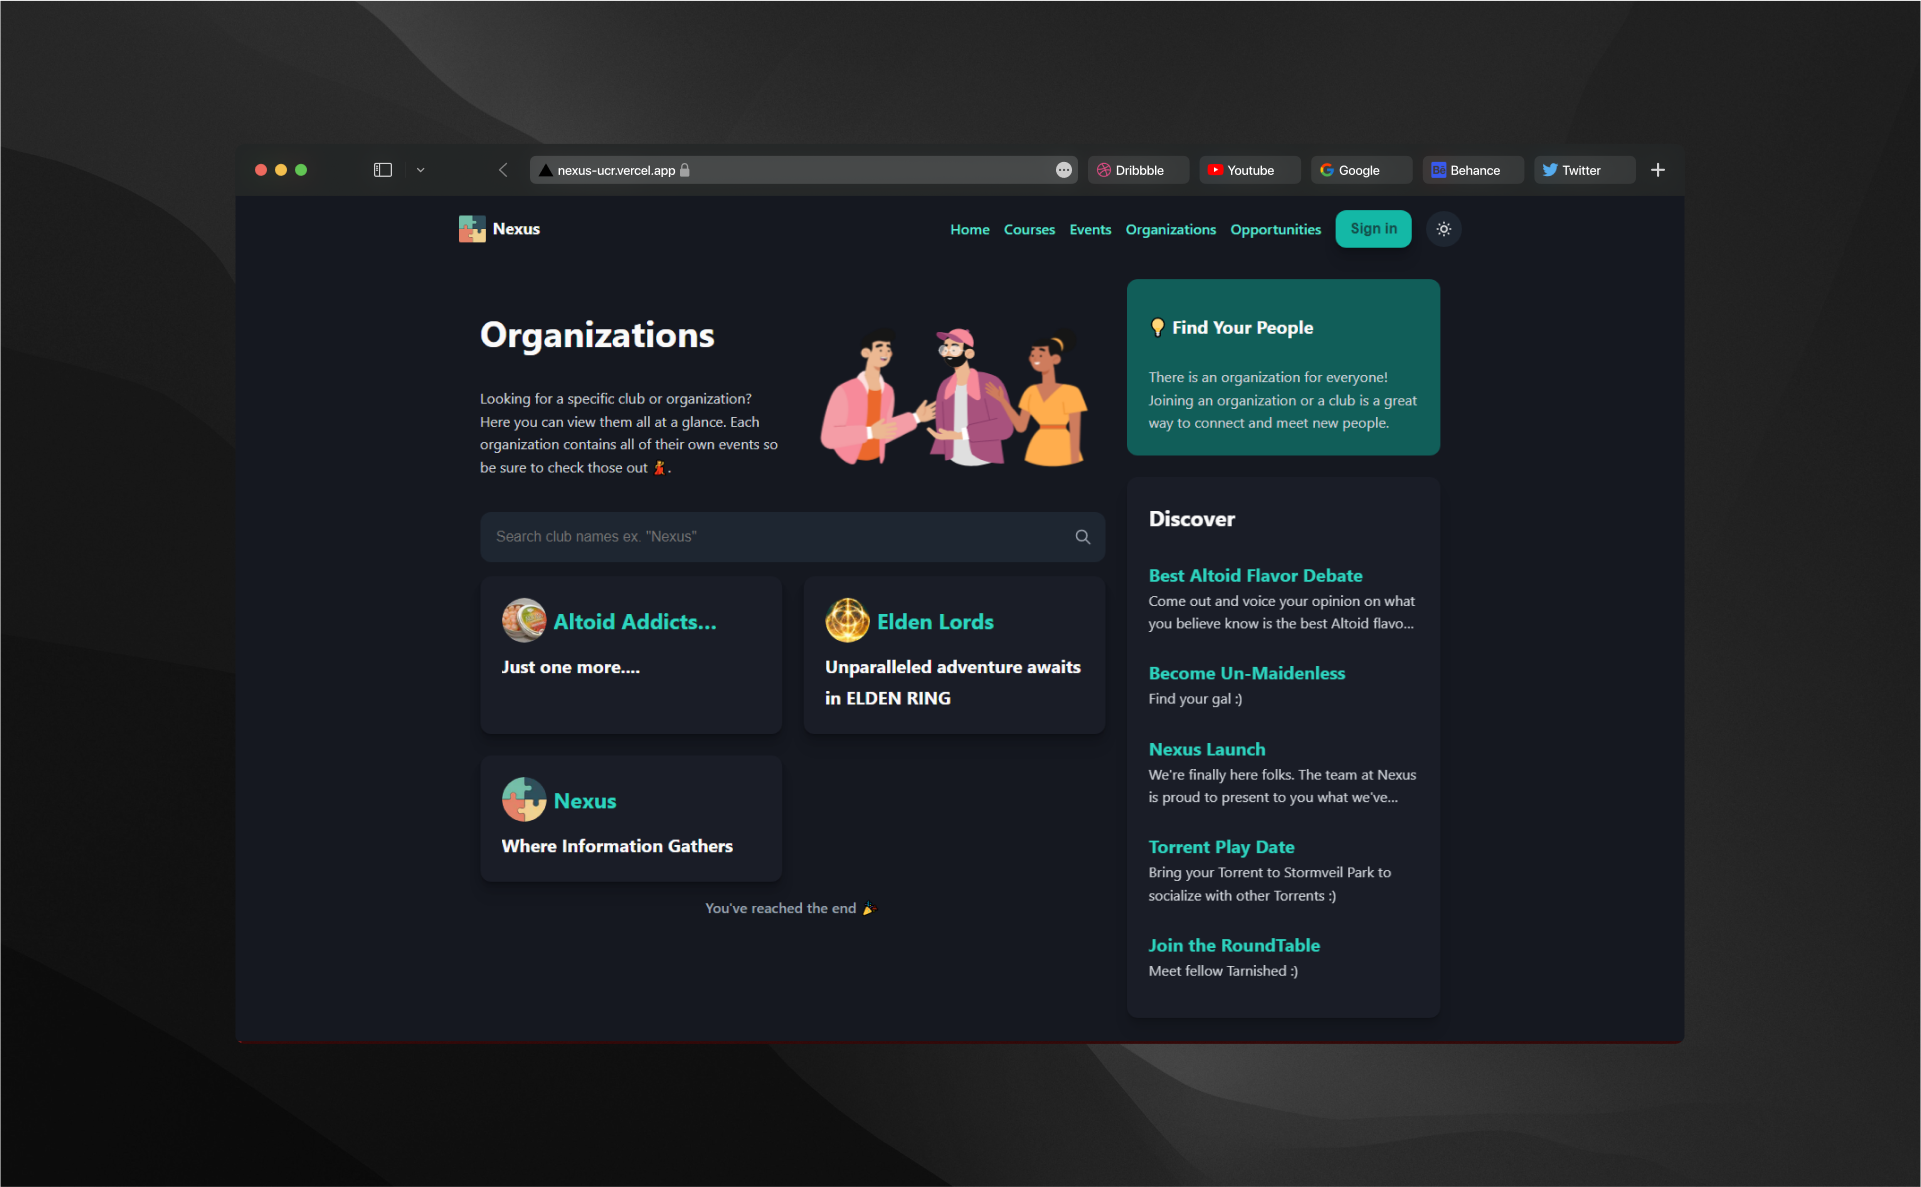 nexus-ucr.vercel.app
Dribbble
Youtube
Google
Be Behance
Twitter
Nexus
Home Courses Events Organizations Opportunities Sign in
Organizations
Looking for a specific club or organization?
Here you can view them all at a glance. Each
organization contains all of their own events so
be sure to check those out 💃.
Search club names ex. "Nexus"
Altoid Addicts...
Just one more....
Elden Lords
Unparalleled adventure awaits
in ELDEN RING
Nexus
Where Information Gathers
You've reached the end 🎉
💡 Find Your People
There is an organization for everyone!
Joining an organization or a club is a great
way to connect and meet new people.
Discover
Best Altoid Flavor Debate
Come out and voice your opinion on what
you believe know is the best Altoid flavo...
Become Un-Maidenless
Find your gal :)
Nexus Launch
We're finally here folks. The team at Nexus
is proud to present to you what we've...
Torrent Play Date
Bring your Torrent to Stormveil Park to
socialize with other Torrents :)
Join the RoundTable
Meet fellow Tarnished :)